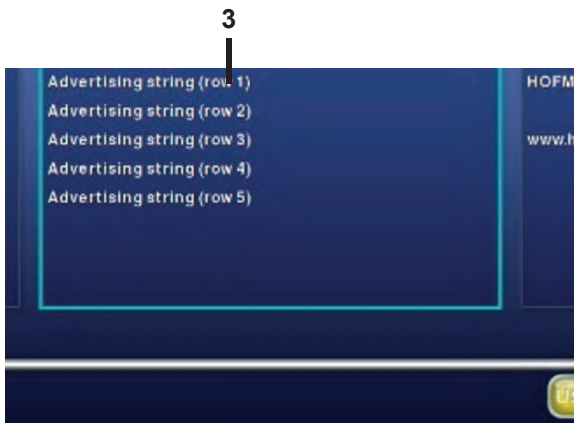 3
Advertising string (row 1)
Advertising string (row 2)
Advertising string (row 3)
Advertising string (row 4)
Advertising string (row 5)
HOFM
www.h